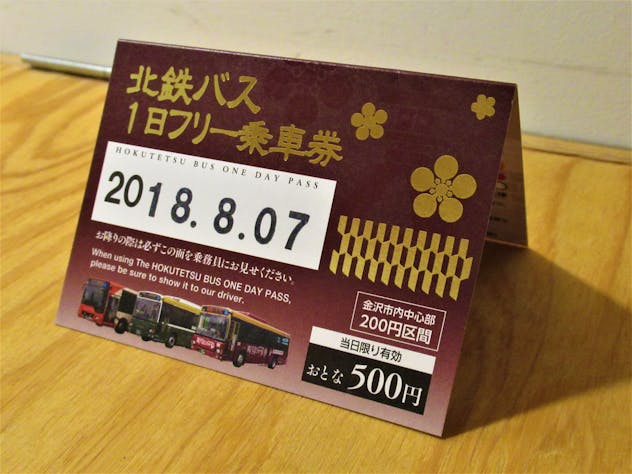 北鉄バス
1日フリー乗車券
HOKUTETSU BUS ONE DAY PASS
2018.8.07
お降りの際は必ずこの面を乗務員にお見せください。
When using The HOKUTETSU BUS ONE DAY PASS,
please be sure to show it to our driver.
金沢市内中心部
200円区間
当日限り有効
おとな 500円